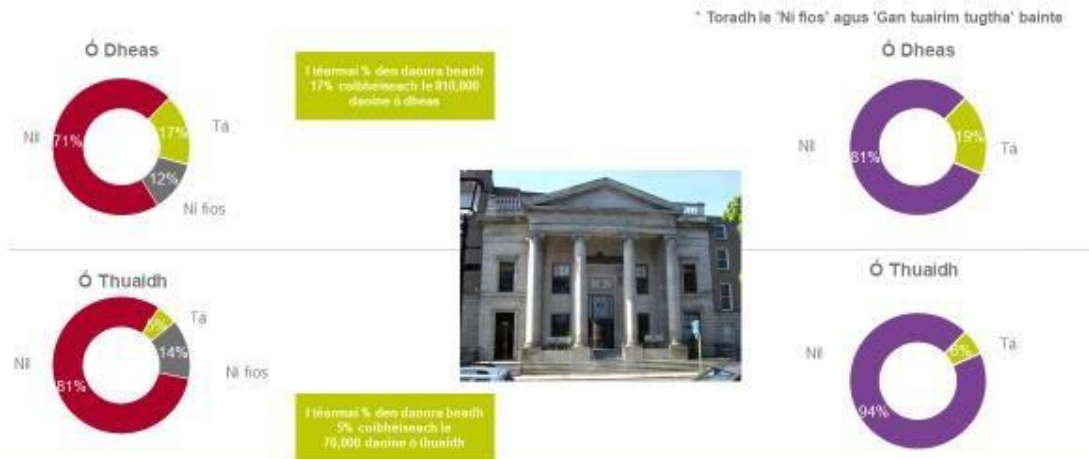 * Toradh le 'Ní fios' agus 'Gan tuairim tugtha' bainte
Ó Dheas
Níl
71%
17%
Tá
12%
Ní fios
I téarmaí % den daonra beadh
17% coibhéiseach le 810,000
daoine ó dheas
Ó Dheas
Níl
81%
19%
Tá
Ó Thuaidh
Níl
81%
5%
Tá
14%
Ní fios
I téarmaí % den daonra beadh
5% coibhéiseach le
70,000 daoine ó thuaidh
Ó Thuaidh
Níl
94%
6%
Tá